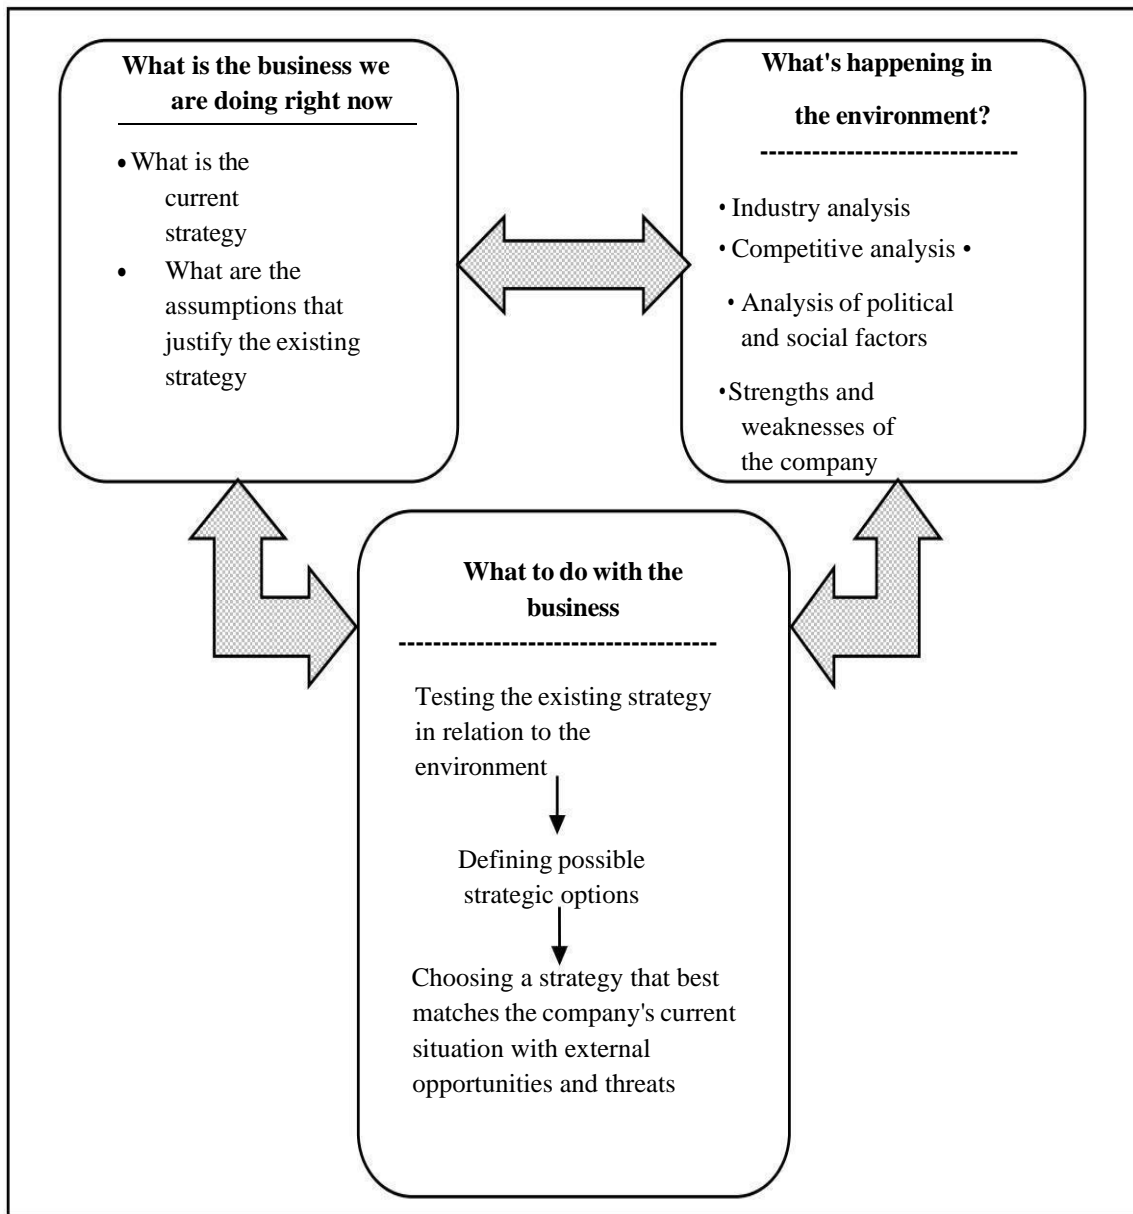 What is the business we
are doing right now
• What is the
current
strategy
• What are the
assumptions that
justify the existing
strategy
What's happening in
the environment?
------------------------------
• Industry analysis
• Competitive analysis •
• Analysis of political
and social factors
•Strengths and
weaknesses of
the company
What to do with the
business
-------------------------------------
Testing the existing strategy
in relation to the
environment
Defining possible
strategic options
Choosing a strategy that best
matches the company's current
situation with external
opportunities and threats